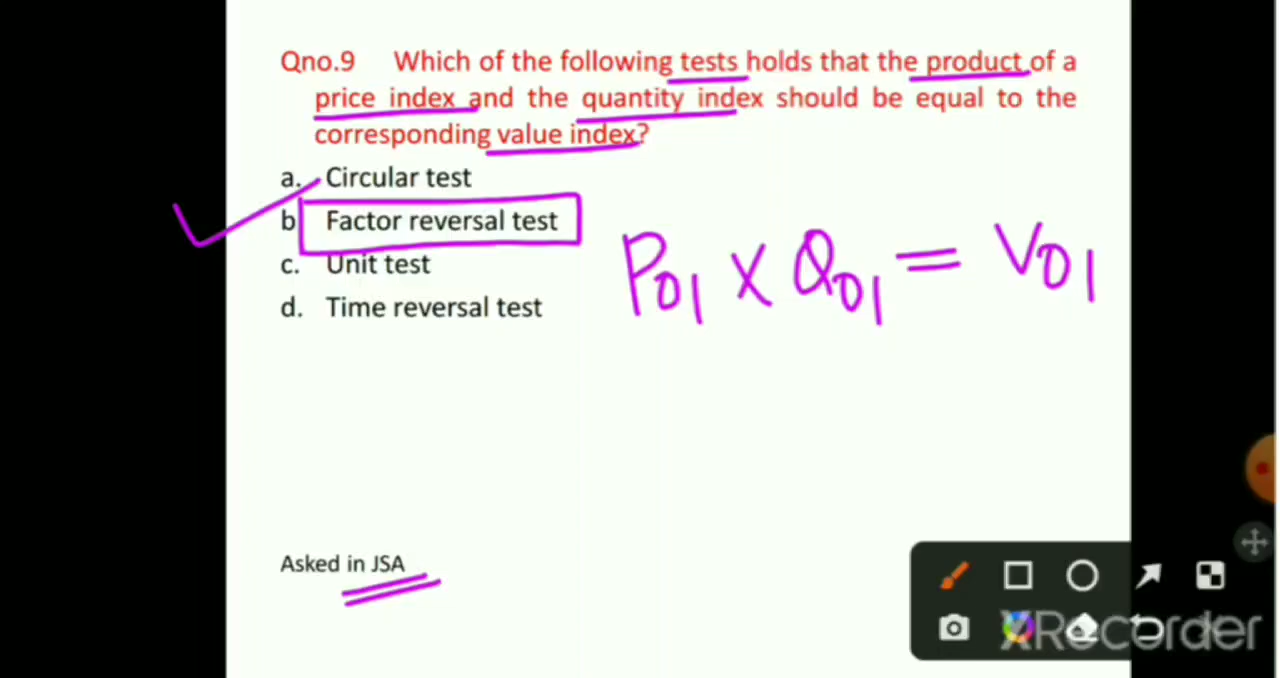 Qno.9 Which of the following tests holds that the product of a
price index and the quantity index should be equal to the
corresponding value index?
a. Circular test
b Factor reversal test
c. Unit test
d. Time reversal test
P01 X Q01 = V01
Asked in JSA
XRecorder